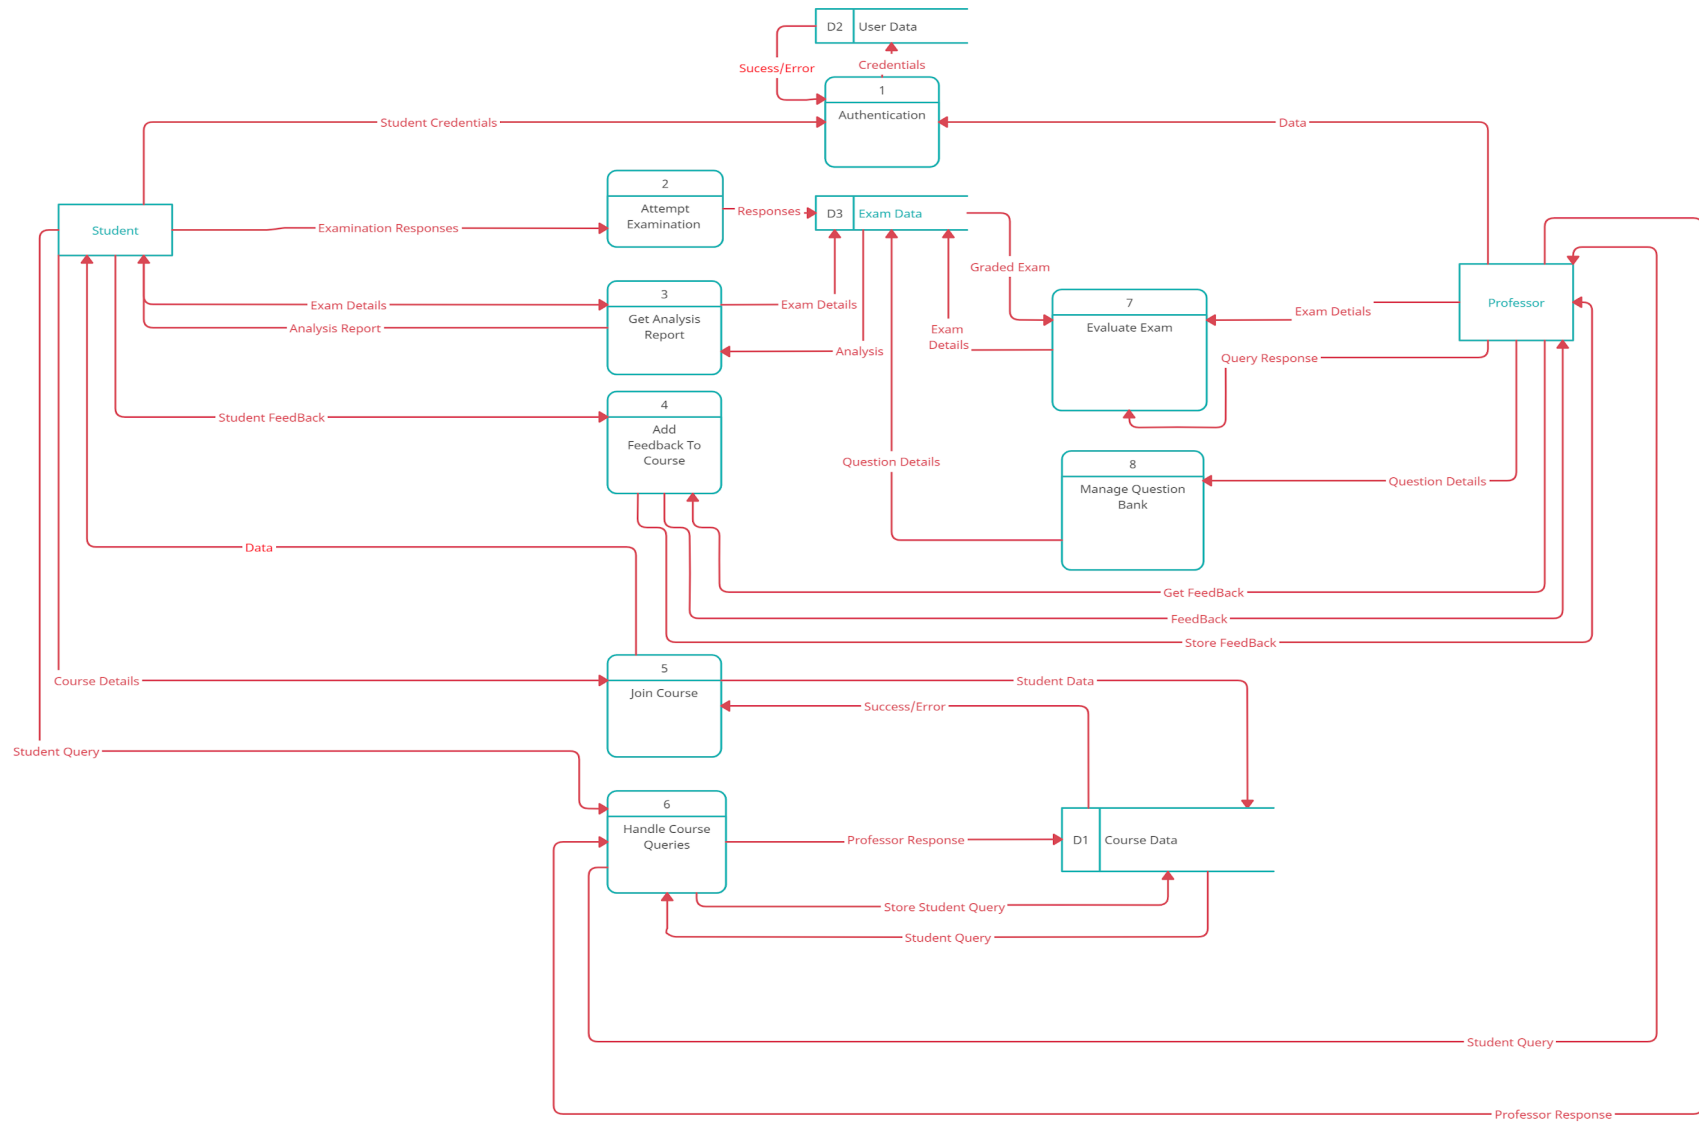 D2 User Data
Sucess/Error
Credentials
1
Authentication
Student Credentials
Data
2
Attempt
Examination
Responses
D3 Exam Data
Student
Examination Responses
Graded Exam
Professor
3
Get Analysis
Report
Exam Details
Exam Details
Analysis Report
Analysis
7
Evaluate Exam
Exam
Details
Exam Detials
Query Response
4
Add
Feedback To
Course
Student FeedBack
Question Details
8
Manage Question
Bank
Question Details
Data
Get FeedBack
FeedBack
Store FeedBack
5
Join Course
Course Details
Student Data
Success/Error
Student Query
6
Handle Course
Queries
Professor Response
D1 Course Data
Store Student Query
Student Query
Student Query
Professor Response